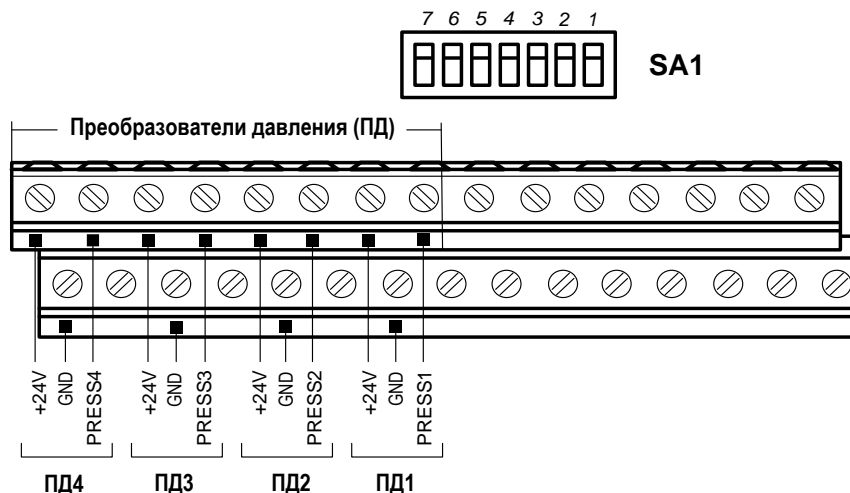 7 6 5 4 3 2 1
SA1
Преобразователи давления (ПД)
+24V GND PRESS4 +24V GND PRESS3 +24V GND PRESS2 +24V GND PRESS1
ПД4 ПД3 ПД2 ПД1